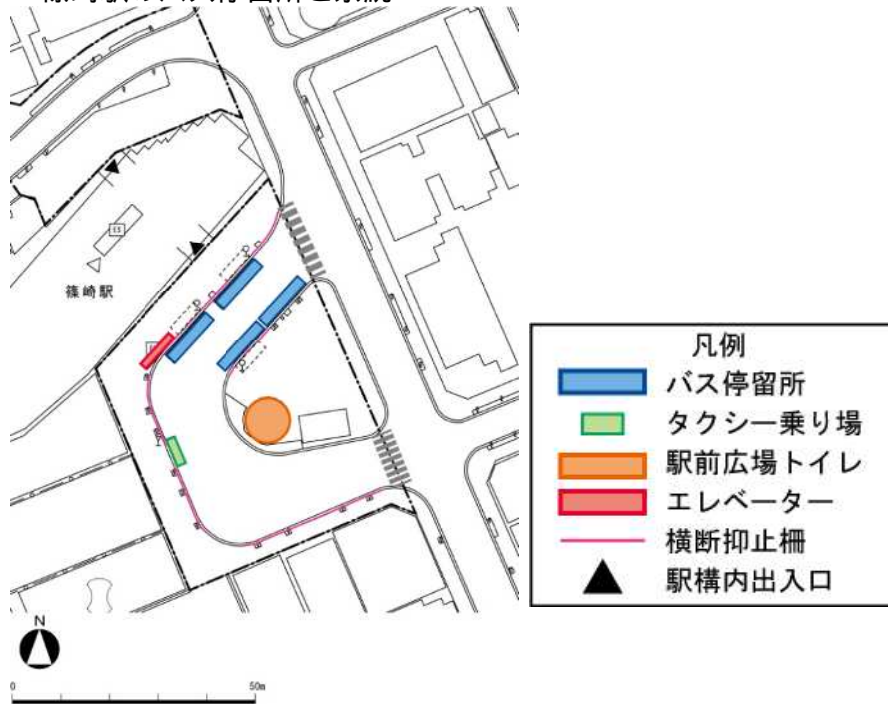 篠崎駅
凡例
バス停留所
タクシー乗り場
駅前広場トイレ
エレベーター
横断抑止柵
駅構内出入口
N
0 50m